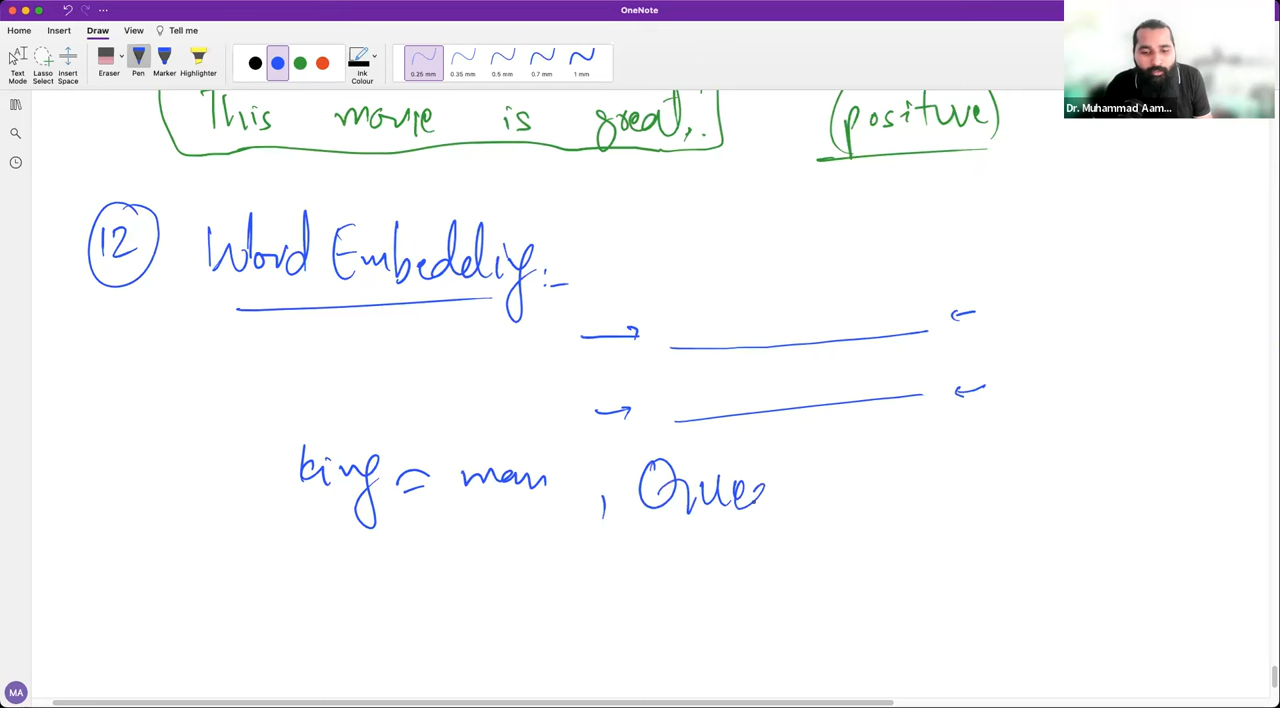 OneNote
Home Insert Draw View Tell me
Text Mode Lasso Select Insert Space Eraser Pen Marker Highlighter Ink Colour 0.25 mm 0.35 mm 0.5 mm 0.7 mm 1 mm
Dr. Muhammad Aam...
This movie is great,. (positive)
12 Word Embeddig:-
king = man , Quee
MA